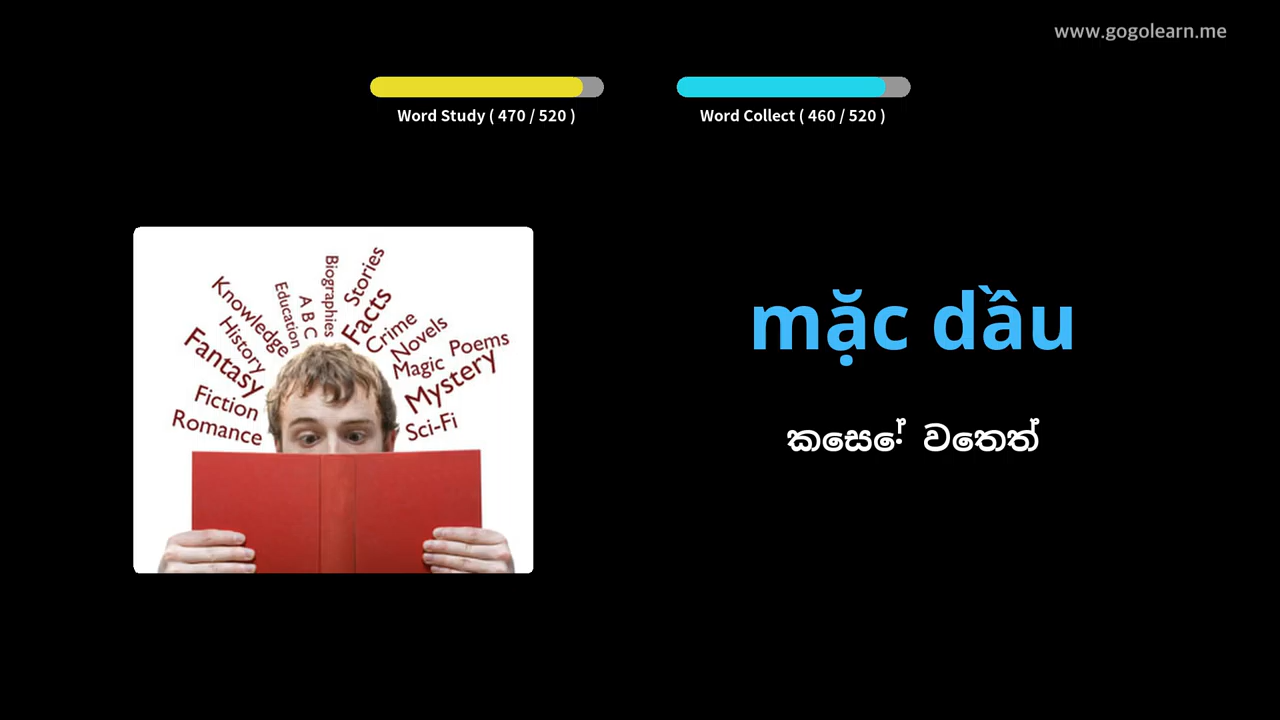 www.gogolearn.me
Word Study ( 470 / 520 )
Word Collect ( 460 / 520 )
Biographies
Stories
Knowledge
Education
A B C
Facts
History
Crime
Novels
Poems
Fantasy
Magic
Mystery
Fiction
Romance
Sci-Fi
mặc dầu
කෙසේ වෙතත්